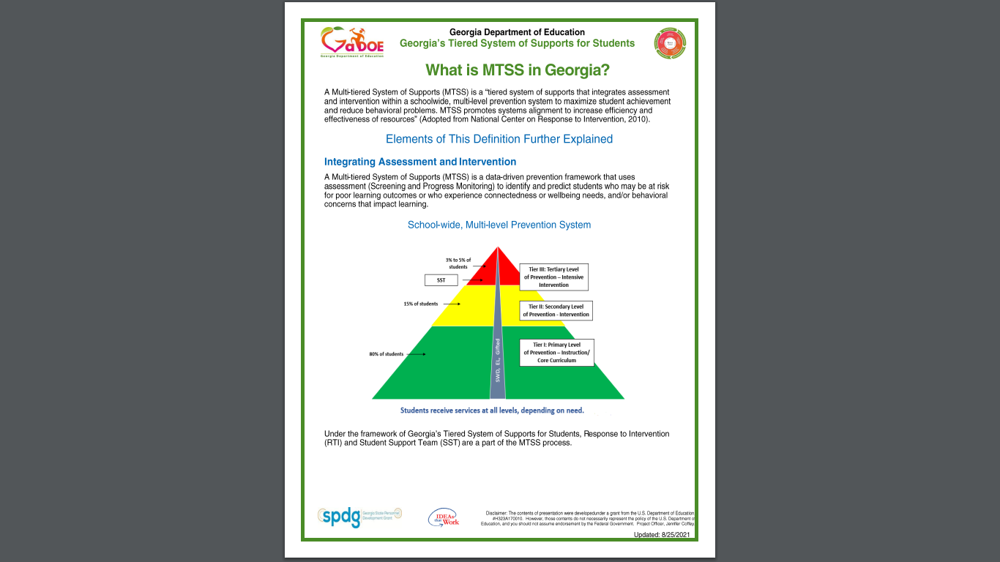 Georgia Department of Education
Georgia's Tiered System of Supports for Students
GaDOE
Georgia Department of Education
What is MTSS in Georgia?
A Multi-tiered System of Supports (MTSS) is a “tiered system of supports that integrates assessment
and intervention within a schoolwide, multi-level prevention system to maximize student achievement
and reduce behavioral problems. MTSS promotes systems alignment to increase efficiency and
effectiveness of resources” (Adopted from National Center on Response to Intervention, 2010).
Elements of This Definition Further Explained
Integrating Assessment and Intervention
A Multi-tiered System of Supports (MTSS) is a data-driven prevention framework that uses
assessment (Screening and Progress Monitoring) to identify and predict students who may be at risk
for poor learning outcomes or who experience connectedness or wellbeing needs, and/or behavioral
concerns that impact learning.
School-wide, Multi-level Prevention System
3% to 5% of
students
SST
15% of students
80% of students
Tier III: Tertiary Level
of Prevention – Intensive
Intervention
Tier II: Secondary Level
of Prevention - Intervention
Tier I: Primary Level
of Prevention – Instruction/
Core Curriculum
SWD, EL, Gifted
Students receive services at all levels, depending on need.
Under the framework of Georgia's Tiered System of Supports for Students, Response to Intervention
(RTI) and Student Support Team (SST) are a part of the MTSS process.
spdg
Georgia State Personnel
Development Grant
IDEAs
that
Work
Disclaimer: The contents of presentation were developedunder a grant from the U.S. Department of Education,
#H323A170010. However, those contents do not necessarily represent the policy of the U.S. Department of
Education, and you should not assume endorsement by the Federal Government. Project Officer, Jennifer Coffey.
Updated: 8/25/2021